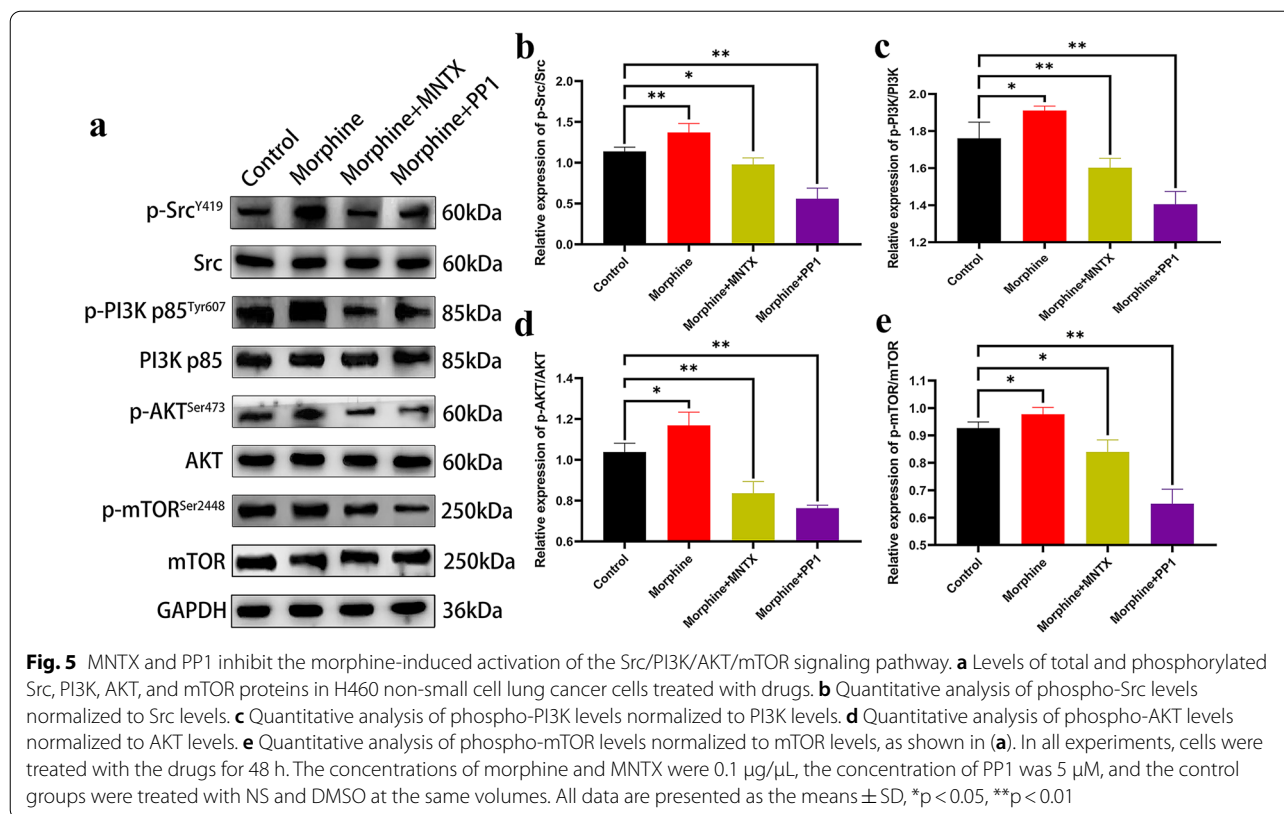 a
Control
Morphine
Morphine+MNTX
Morphine+PP1
p-SrcY419 60kDa
Src 60kDa
p-PI3K p85Tyr607 85kDa
PI3K p85 85kDa
p-AKTSer473 60kDa
AKT 60kDa
p-mTORSer2448 250kDa
mTOR 250kDa
GAPDH 36kDa
b
Relative expression of p-Src/Src
2.0
1.5
1.0
0.5
0.0
**
*
**
Control
Morphine
Morphine+MNTX
Morphine+PP1
c
Relative expression of p-PI3K/PI3K
2.0
1.8
1.6
1.4
1.2
**
**
*
Control
Morphine
Morphine+MNTX
Morphine+PP1
d
Relative expression of p-AKT/AKT
1.4
1.2
1.0
0.8
0.6
**
**
*
Control
Morphine
Morphine+MNTX
Morphine+PP1
e
Relative expression of p-mTOR/mTOR
1.1
1.0
0.9
0.8
0.7
0.6
0.5
**
*
*
Control
Morphine
Morphine+MNTX
Morphine+PP1
Fig. 5 MNTX and PP1 inhibit the morphine-induced activation of the Src/PI3K/AKT/mTOR signaling pathway. a Levels of total and phosphorylated
Src, PI3K, AKT, and mTOR proteins in H460 non-small cell lung cancer cells treated with drugs. b Quantitative analysis of phospho-Src levels
normalized to Src levels. c Quantitative analysis of phospho-PI3K levels normalized to PI3K levels. d Quantitative analysis of phospho-AKT levels
normalized to AKT levels. e Quantitative analysis of phospho-mTOR levels normalized to mTOR levels, as shown in (a). In all experiments, cells were
treated with the drugs for 48 h. The concentrations of morphine and MNTX were 0.1 µg/µL, the concentration of PP1 was 5 µM, and the control
groups were treated with NS and DMSO at the same volumes. All data are presented as the means ± SD, *p < 0.05, **p < 0.01